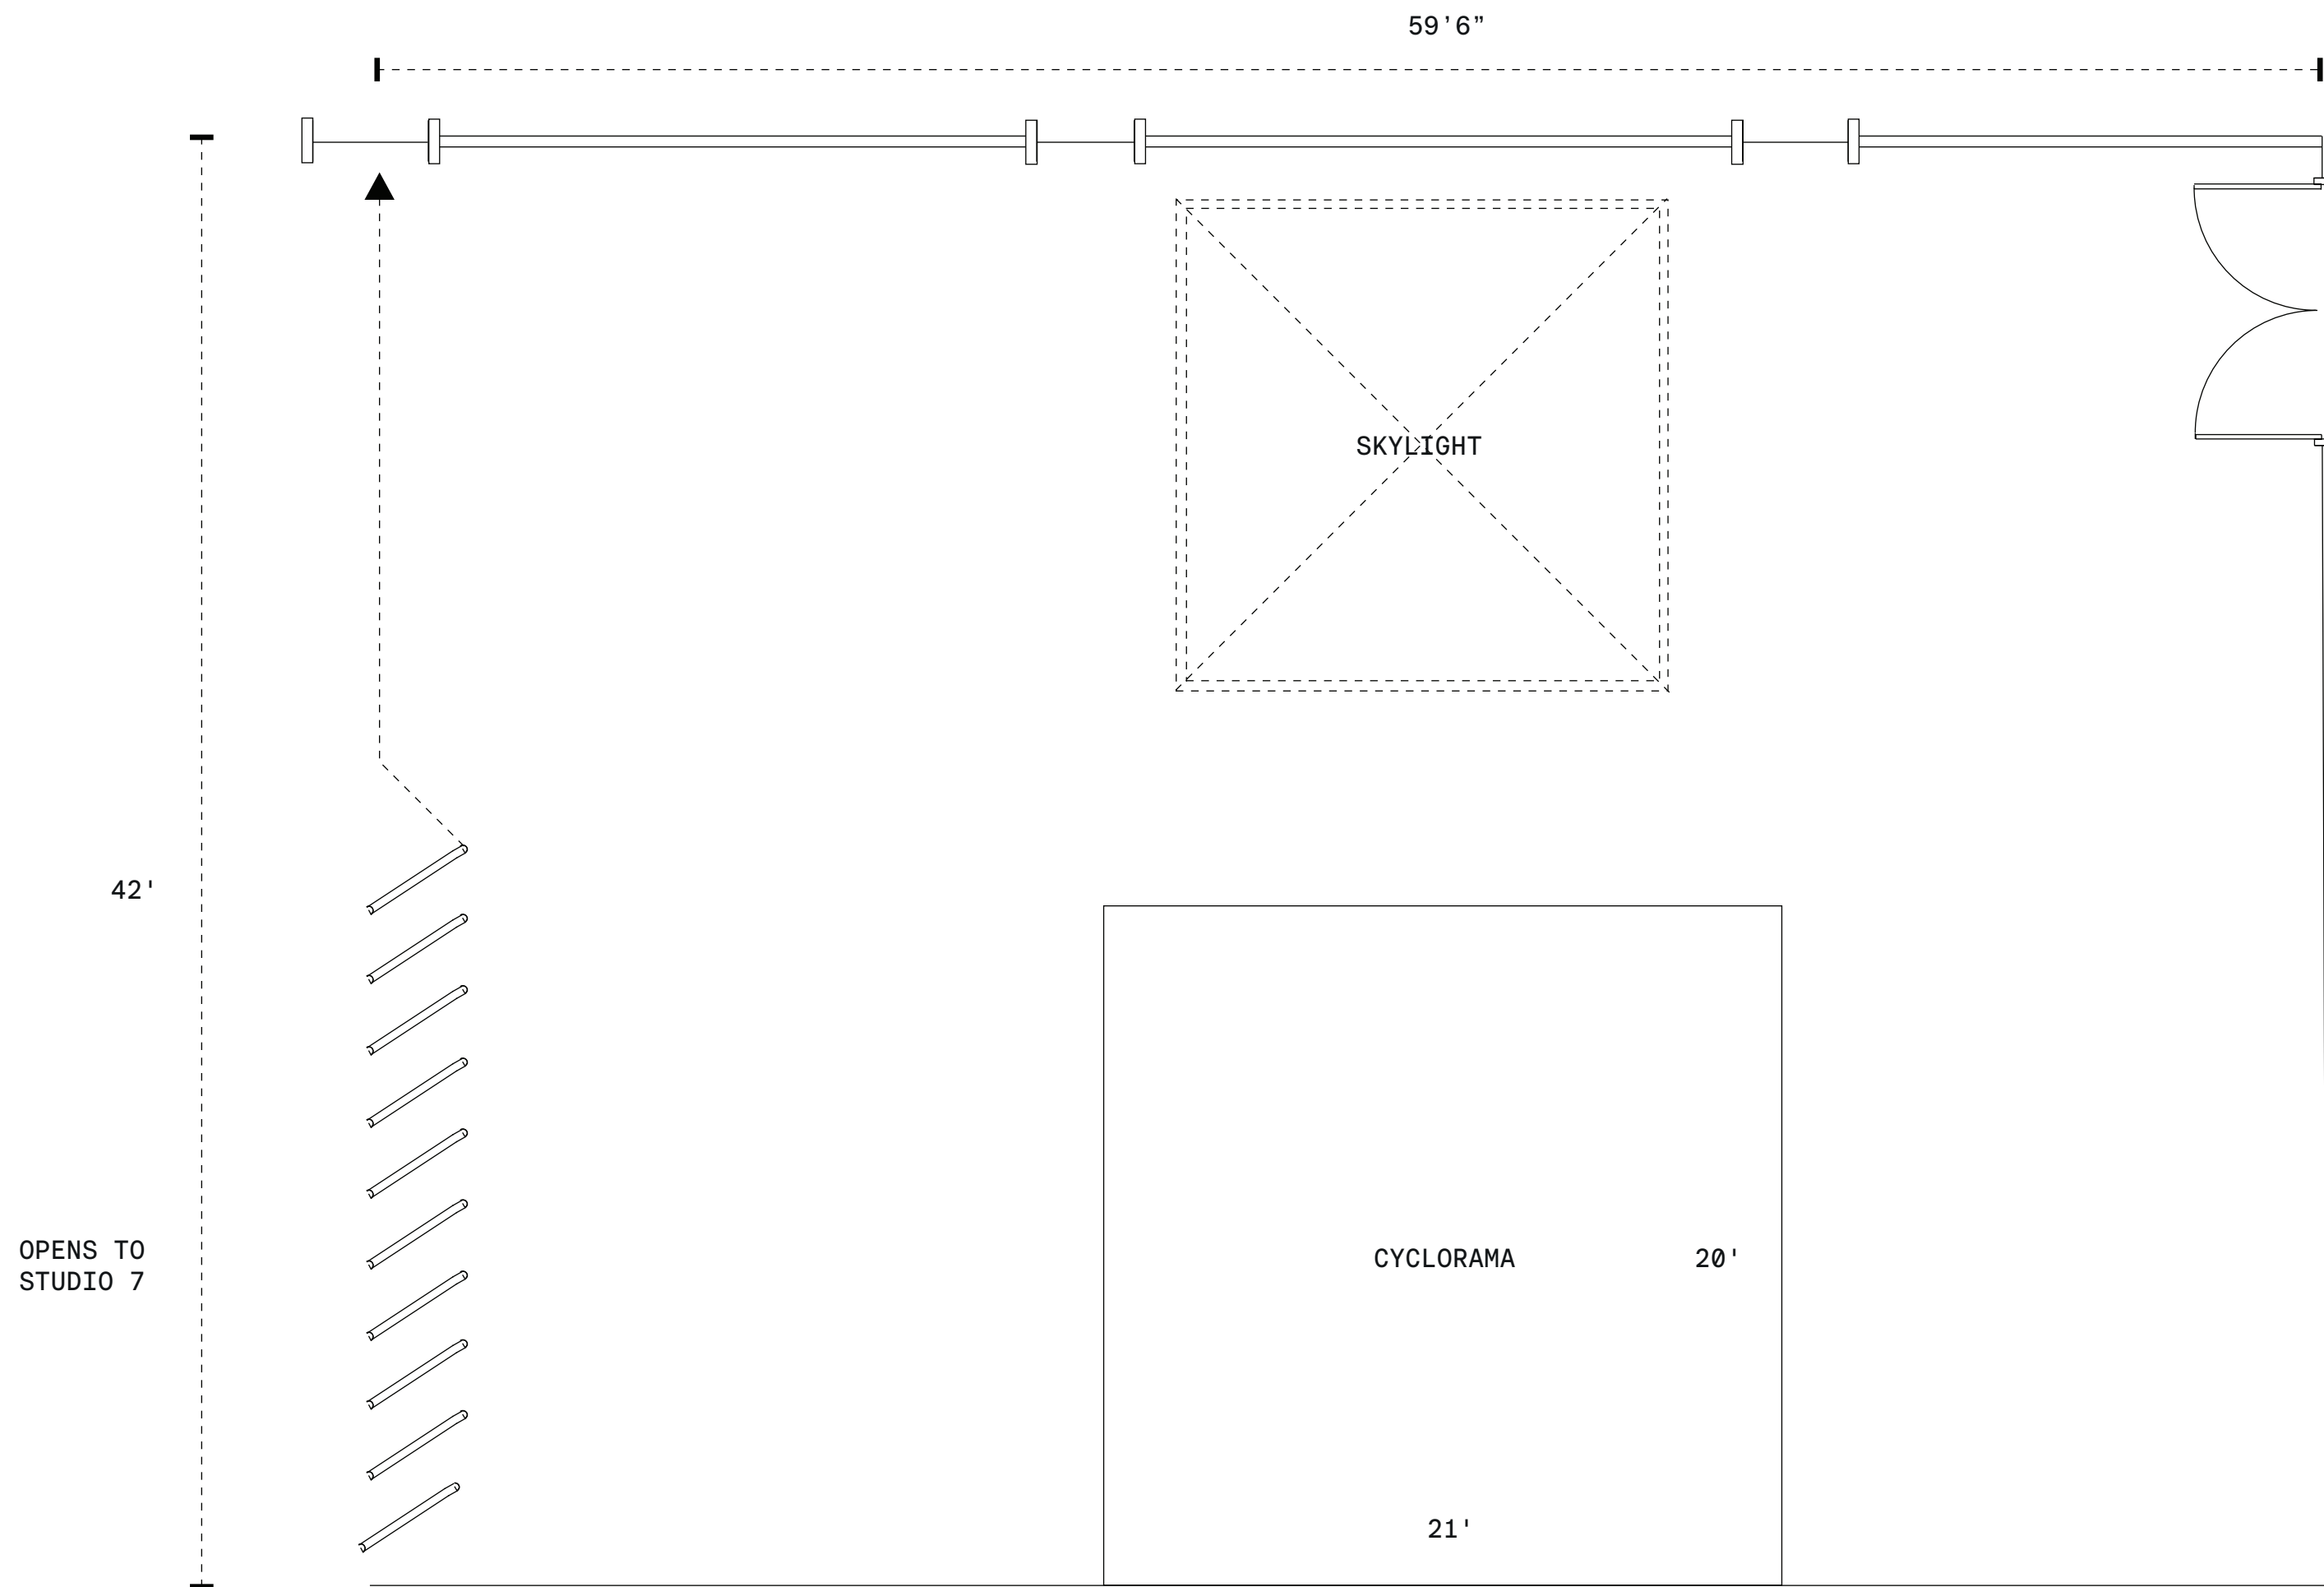 59’6”
SKYLIGHT
42'
OPENS TO
STUDIO 7
CYCLORAMA
20'
21'